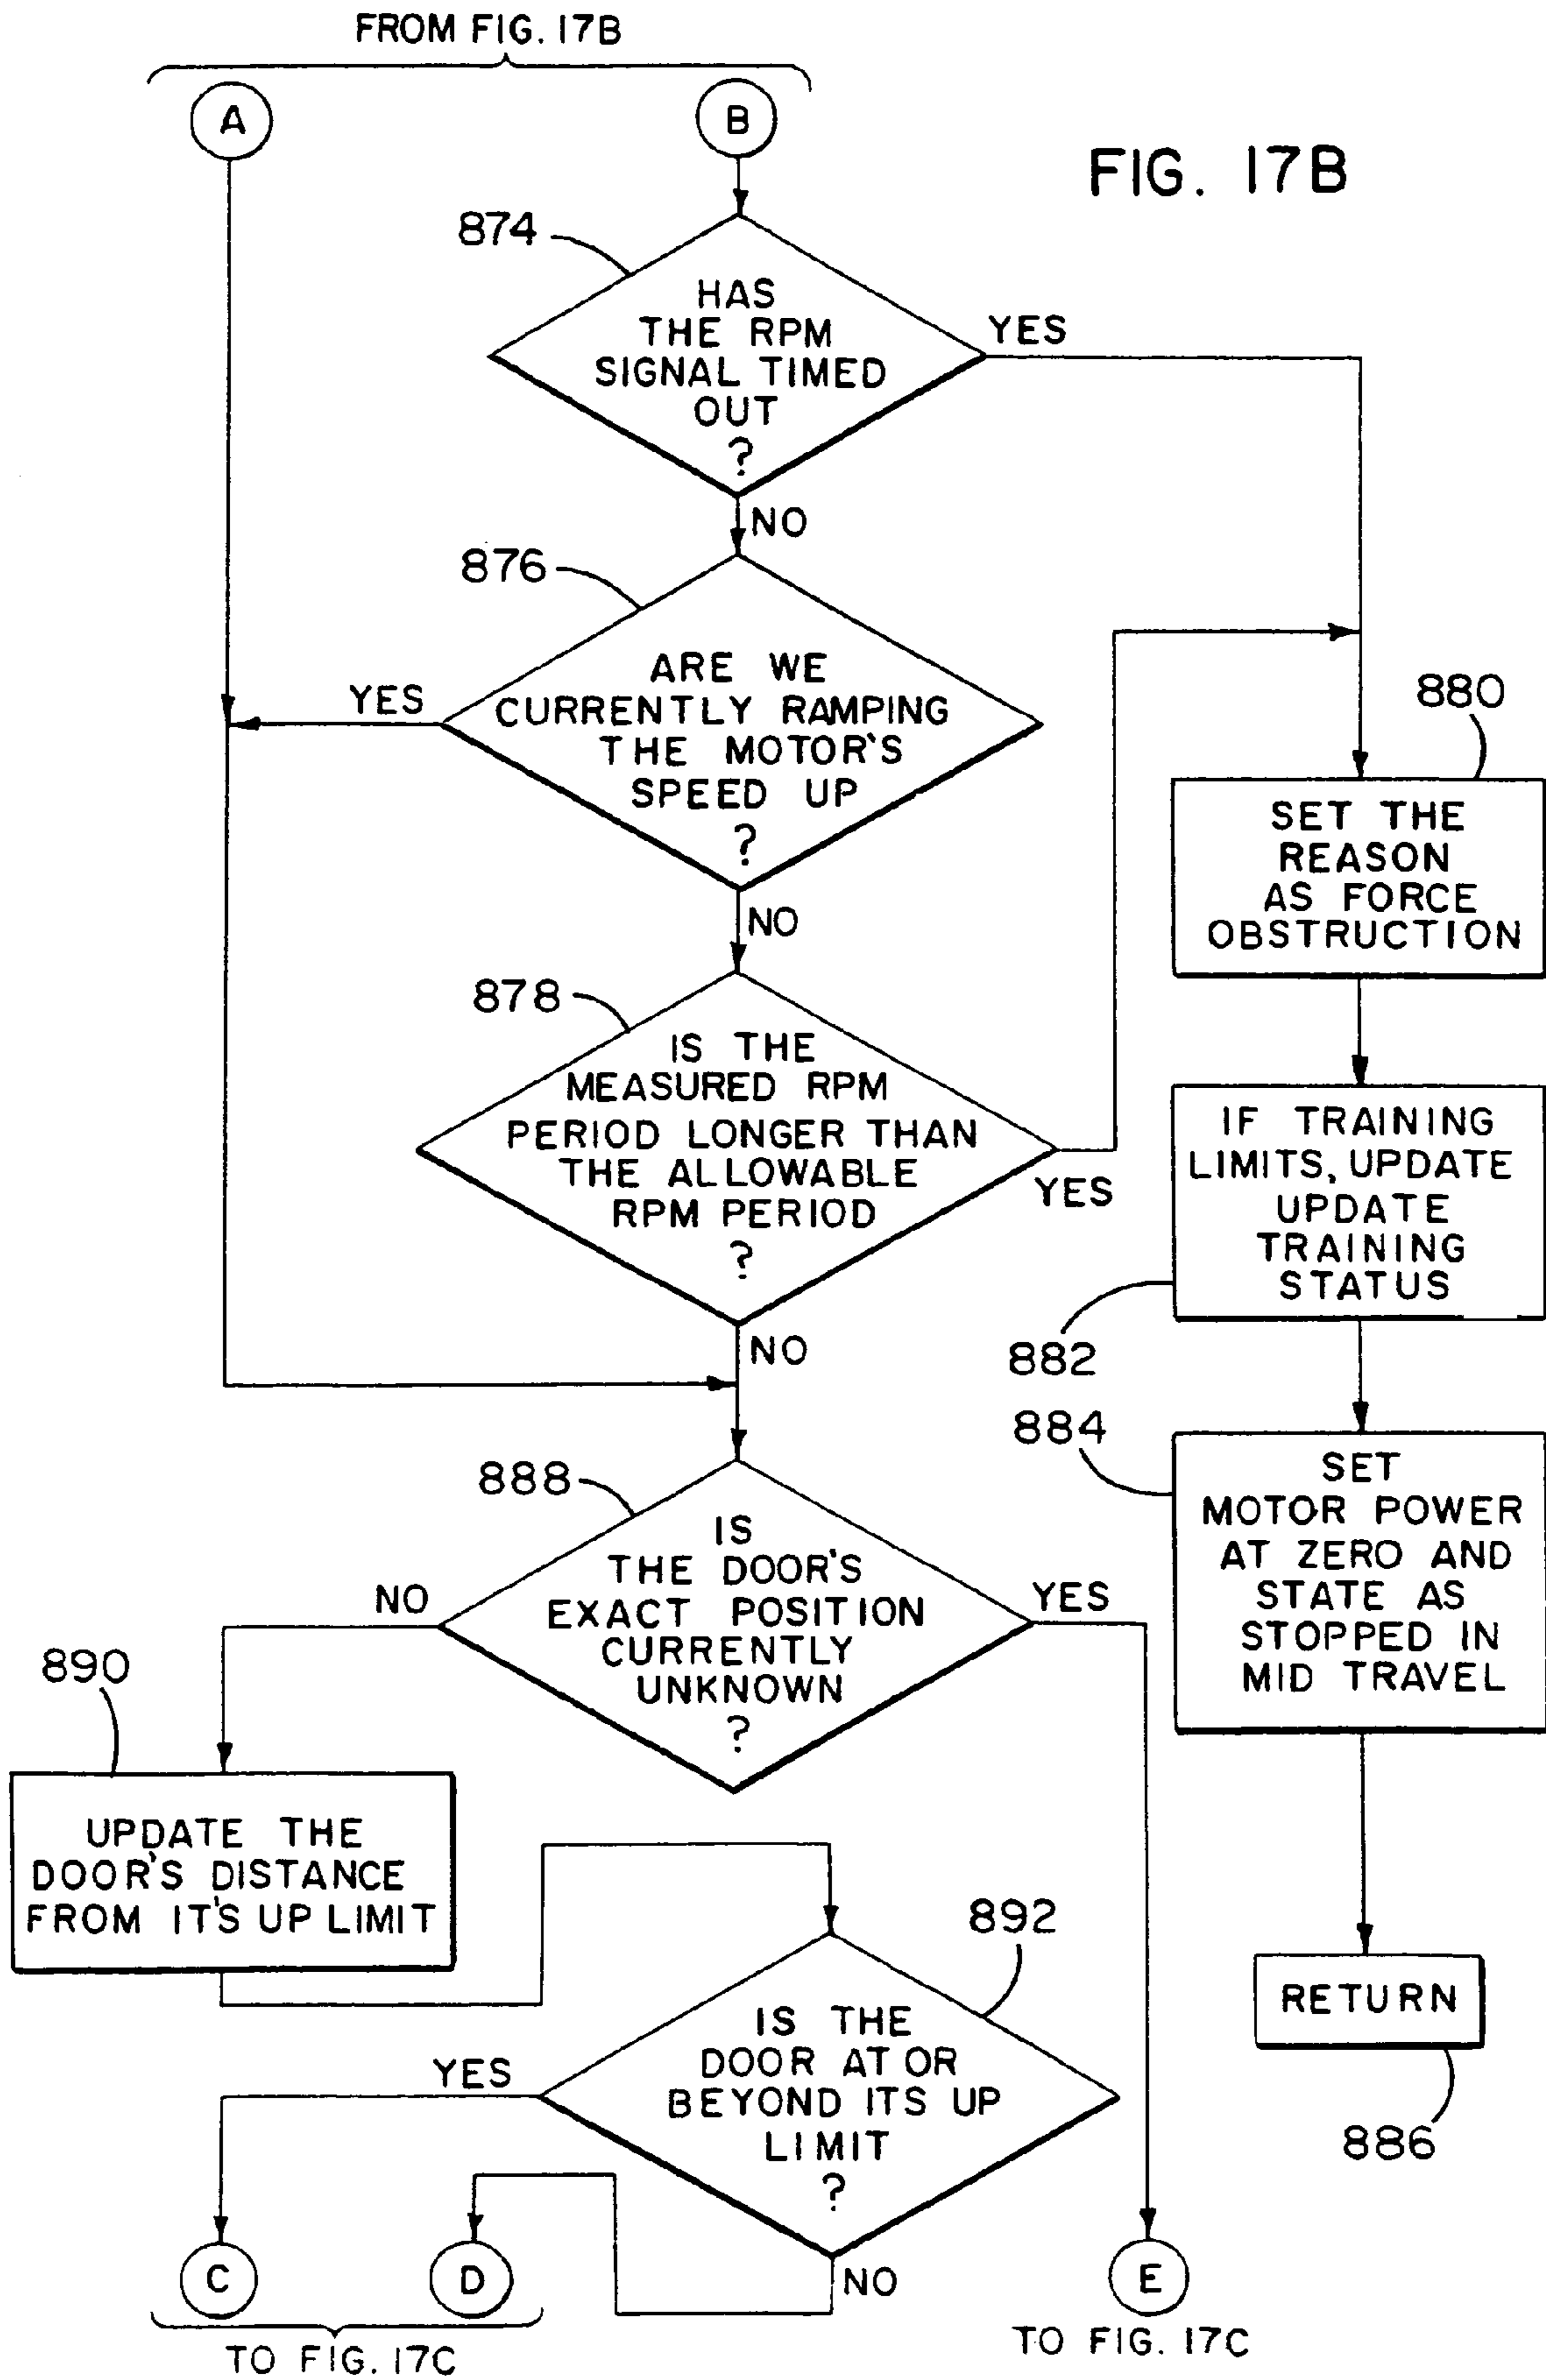 FROM FIG. 17B
A
B
FIG. 17B
874
HAS
THE RPM
SIGNAL TIMED
OUT
?
YES
NO
876
ARE WE
CURRENTLY RAMPING
THE MOTOR'S
SPEED UP
?
YES
NO
878
IS THE
MEASURED RPM
PERIOD LONGER THAN
THE ALLOWABLE
RPM PERIOD
?
YES
NO
880
SET THE
REASON
AS FORCE
OBSTRUCTION
IF TRAINING
LIMITS, UPDATE
UPDATE
TRAINING
STATUS
882
884
SET
MOTOR POWER
AT ZERO AND
STATE AS
STOPPED IN
MID TRAVEL
RETURN
886
888
IS
THE DOOR'S
EXACT POSITION
CURRENTLY
UNKNOWN
?
NO
YES
890
UPDATE THE
DOOR'S DISTANCE
FROM IT'S UP LIMIT
892
IS THE
DOOR AT OR
BEYOND ITS UP
LIMIT
?
YES
NO
C
D
E
TO FIG. 17C
TO FIG. 17C